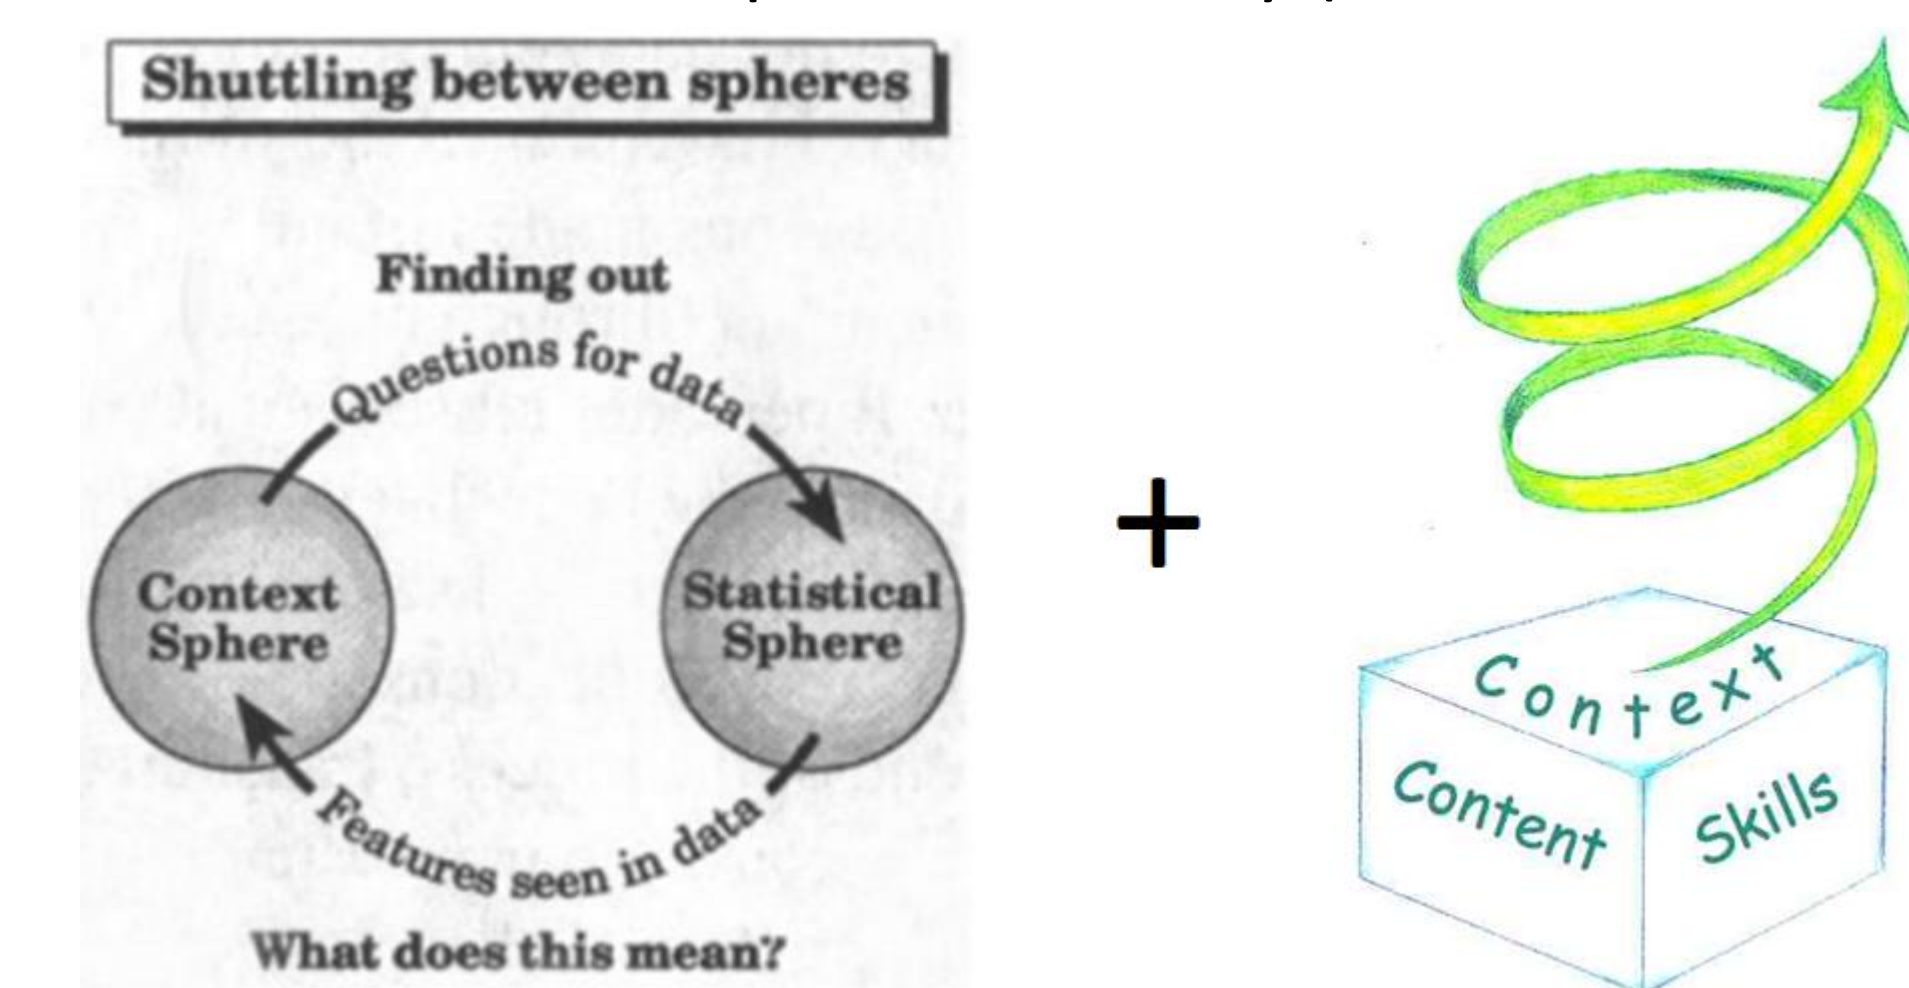 Shuttling between spheres
Finding out
Questions for data
Context
Sphere
Statistical
Sphere
Features seen in data
What does this mean?
+
Context
Content
Skills